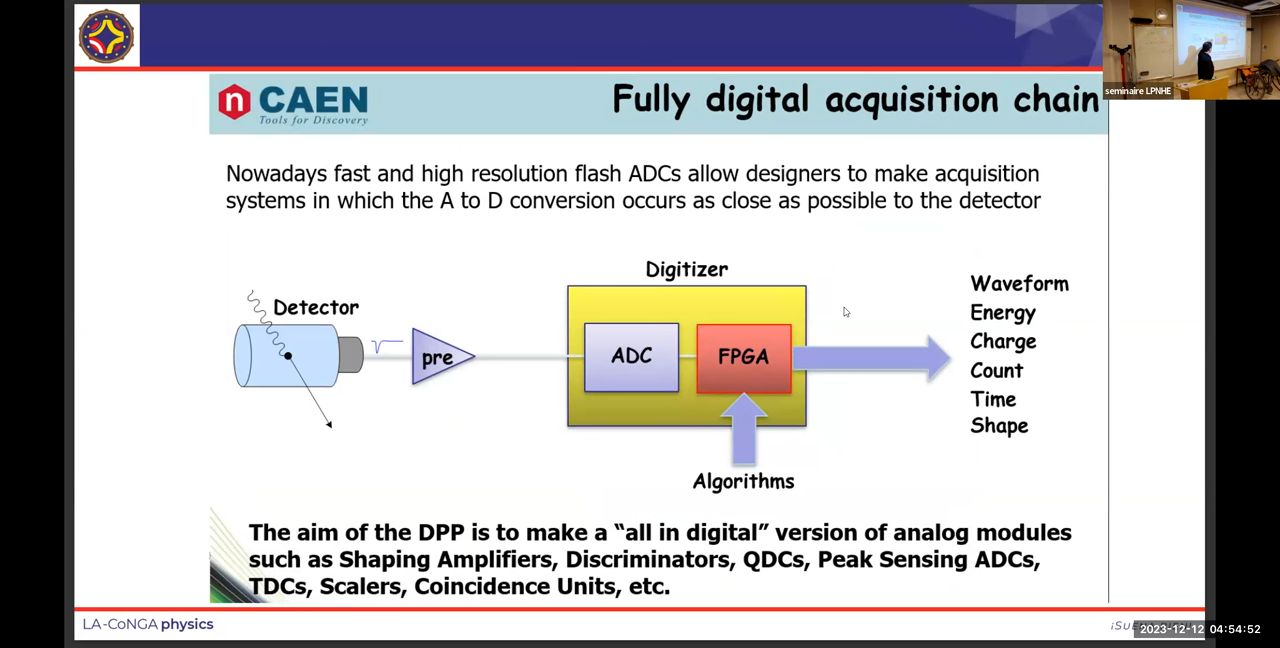 n CAEN
Tools for Discovery
Fully digital acquisition chain
seminaire LPNHE
Nowadays fast and high resolution flash ADCs allow designers to make acquisition
systems in which the A to D conversion occurs as close as possible to the detector
Digitizer
Detector
pre
ADC
FPGA
Waveform
Energy
Charge
Count
Time
Shape
Algorithms
The aim of the DPP is to make a “all in digital” version of analog modules
such as Shaping Amplifiers, Discriminators, QDCs, Peak Sensing ADCs,
TDCs, Scalers, Coincidence Units, etc.
LA-CoNGA physics
2023-12-12 04:54:52